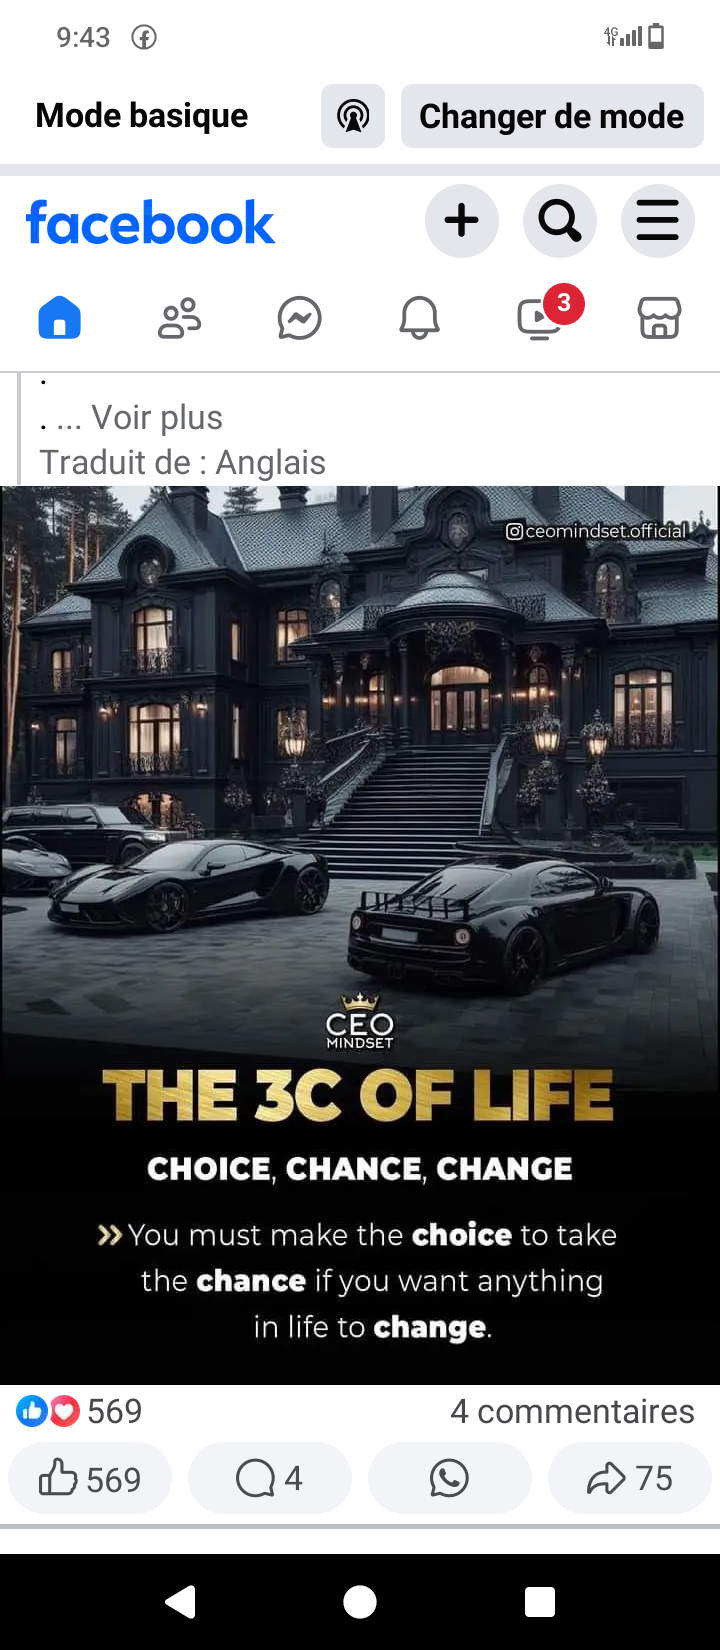 9:43
4G
Mode basique
Changer de mode
facebook
3
.
. ... Voir plus
Traduit de : Anglais
ceomindset.official
CEO
MINDSET
THE 3C OF LIFE
CHOICE, CHANCE, CHANGE
» You must make the choice to take
the chance if you want anything
in life to change.
569
4 commentaires
569
4
75